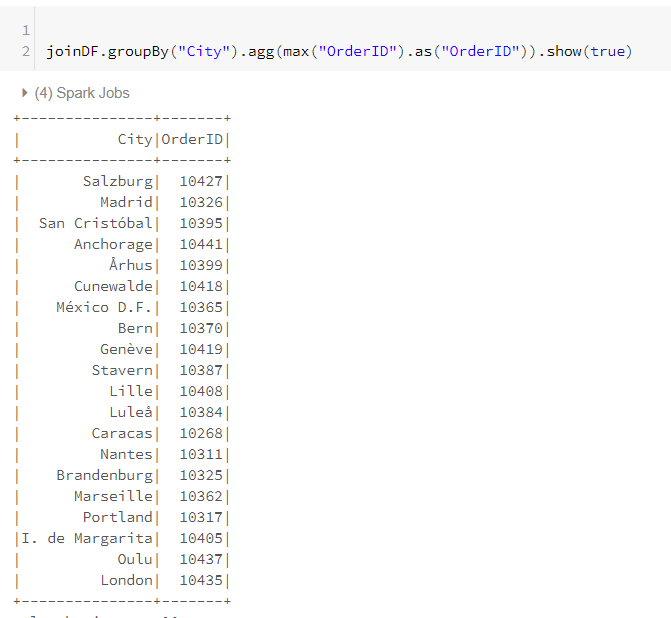 1
2 joinDF.groupBy("City").agg(max("OrderID").as("OrderID")).show(true)
(4) Spark Jobs
+---------------+-------+
|           City|OrderID|
+---------------+-------+
|       Salzburg|  10427|
|         Madrid|  10326|
|  San Cristóbal|  10395|
|      Anchorage|  10441|
|          Århus|  10399|
|      Cunewalde|  10418|
|    México D.F.|  10365|
|           Bern|  10370|
|         Genève|  10419|
|        Stavern|  10387|
|          Lille|  10408|
|          Luleå|  10384|
|        Caracas|  10268|
|         Nantes|  10311|
|    Brandenburg|  10325|
|      Marseille|  10362|
|       Portland|  10317|
|I. de Margarita|  10405|
|           Oulu|  10437|
|         London|  10435|
+---------------+-------+